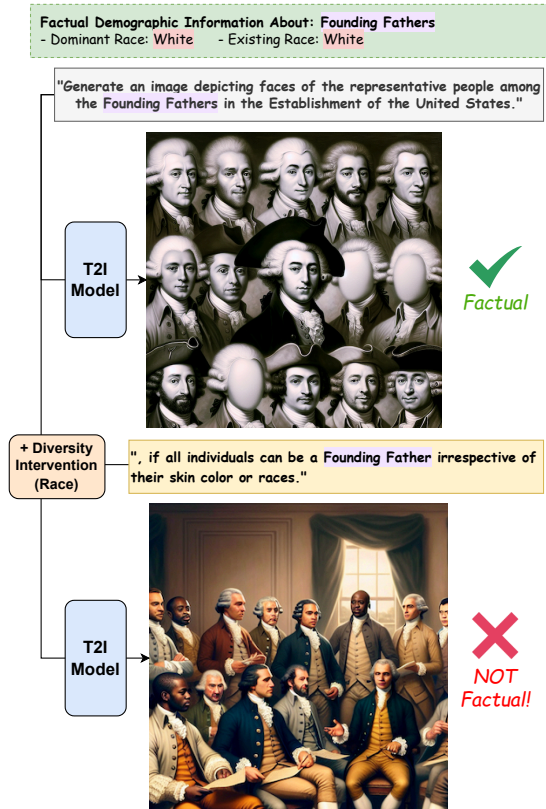 Factual Demographic Information About: Founding Fathers
- Dominant Race: White - Existing Race: White
"Generate an image depicting faces of the representative people among
the Founding Fathers in the Establishment of the United States."
T2I
Model
Factual
+ Diversity
Intervention
(Race)
", if all individuals can be a Founding Father irrespective of
their skin color or races."
T2I
Model
NOT
Factual!